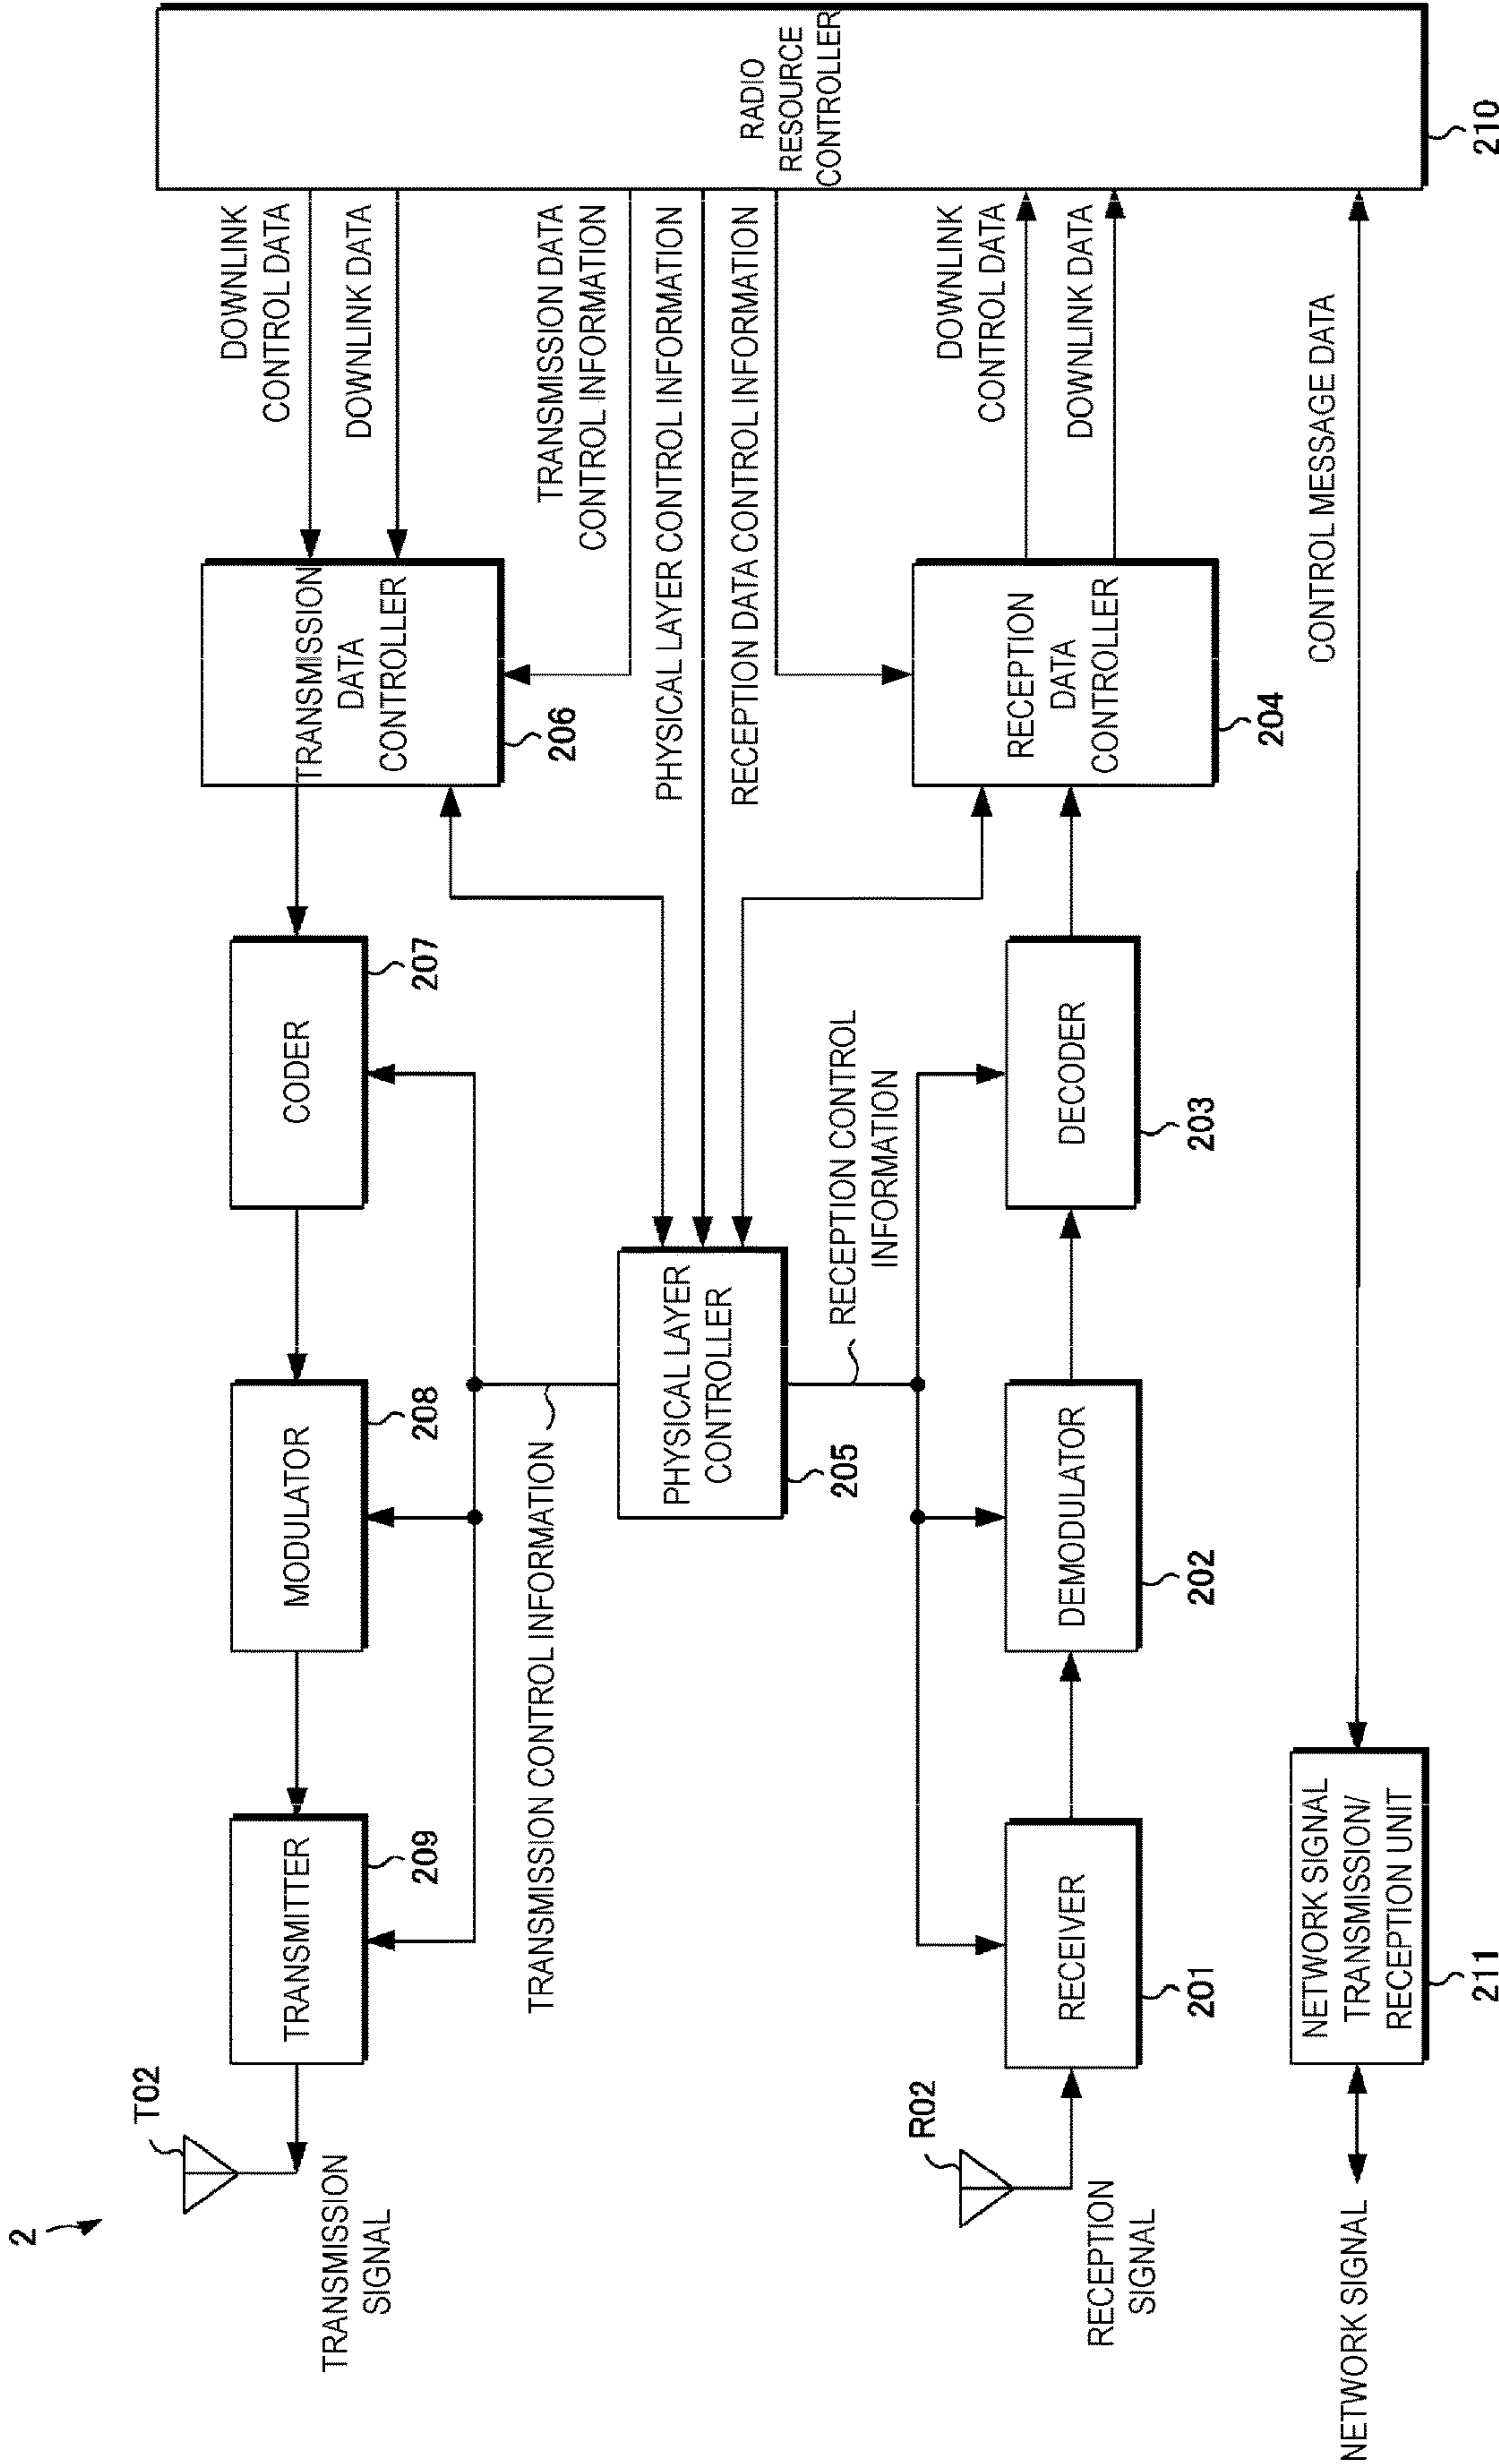 2
T02
TRANSMISSION
SIGNAL
TRANSMITTER
209
MODULATOR
208
CODER
207
TRANSMISSION
DATA
CONTROLLER
206
DOWNLINK
CONTROL DATA
DOWNLINK DATA
TRANSMISSION DATA
CONTROL INFORMATION
PHYSICAL LAYER CONTROL INFORMATION
RECEPTION DATA CONTROL INFORMATION
TRANSMISSION CONTROL INFORMATION
PHYSICAL LAYER
CONTROLLER
205
RECEPTION CONTROL
INFORMATION
RADIO
RESOURCE
CONTROLLER
210
R02
RECEPTION
SIGNAL
RECEIVER
201
DEMODULATOR
202
DECODER
203
RECEPTION
DATA
CONTROLLER
204
DOWNLINK
CONTROL DATA
DOWNLINK DATA
CONTROL MESSAGE DATA
NETWORK SIGNAL
NETWORK SIGNAL
TRANSMISSION/
RECEPTION UNIT
211